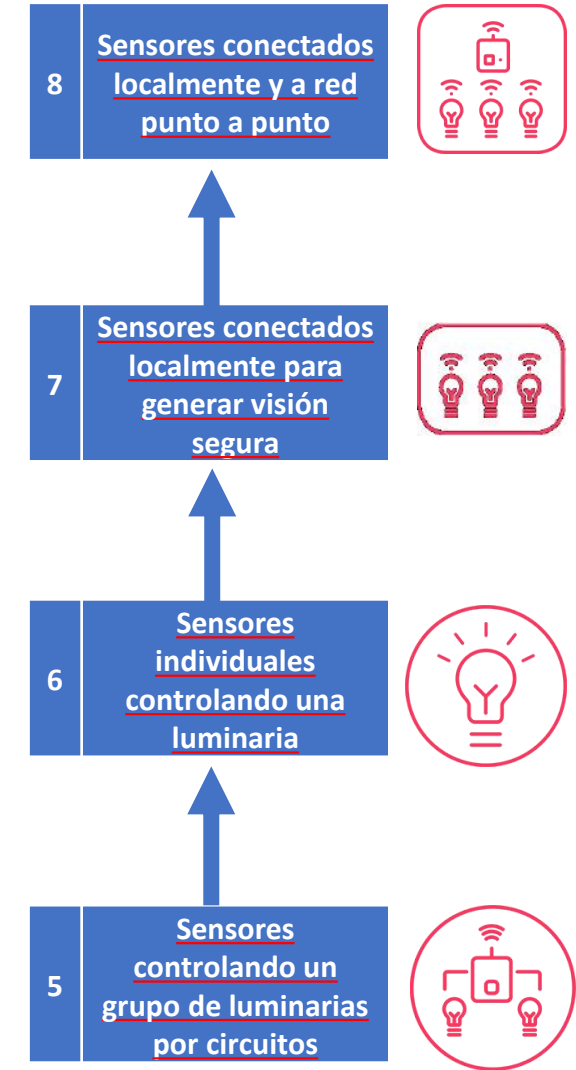 8
Sensores conectados
localmente y a red
punto a punto
7
Sensores conectados
localmente para
generar visión
segura
6
Sensores
individuales
controlando una
luminaria
5
Sensores
controlando un
grupo de luminarias
por circuitos